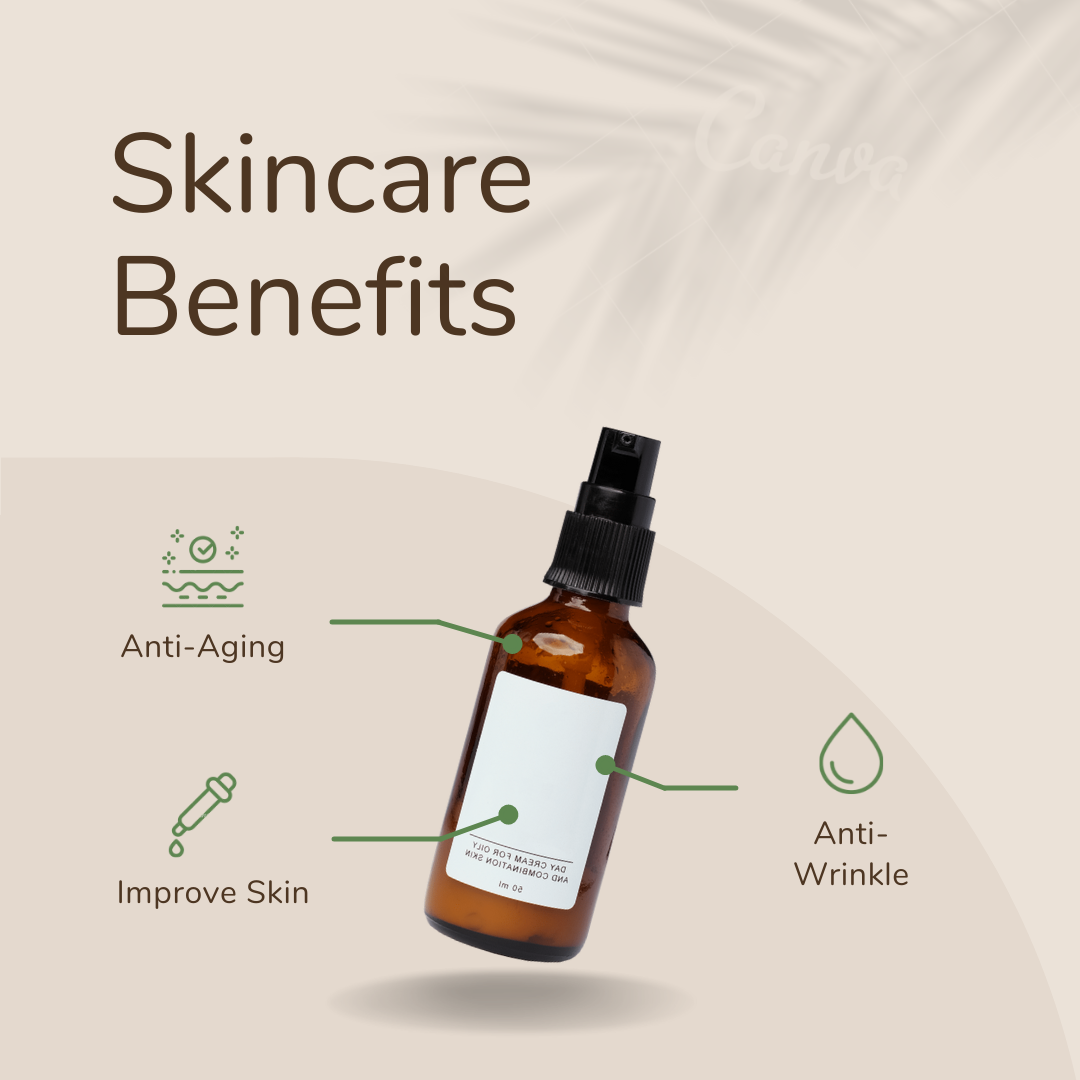 Skincare
Benefits
Canva
Anti-Aging
Anti-
Wrinkle
Improve Skin
DAY CREAM FOR OILY
AND COMBINATION SKIN
50 ml